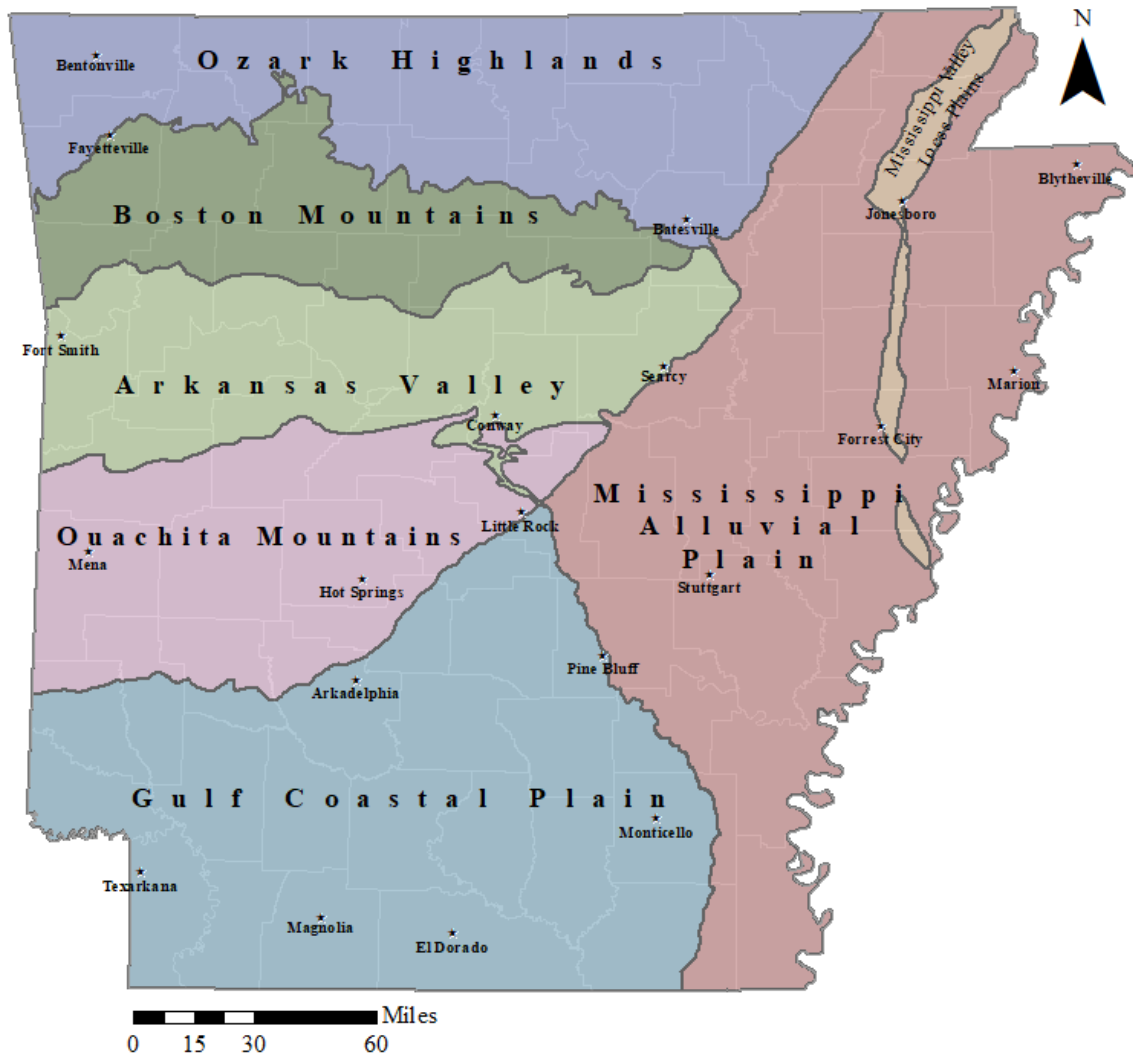 N
Ozark Highlands
Bentonville
Mississippi Valley
Loess Plains
Fayetteville
Blytheville
Boston Mountains
Jonesboro
Batesville
Fort Smith
Arkansas Valley
Searcy
Marion
Conway
Forrest City
Mississippi
Alluvial
Plain
Little Rock
Ouachita Mountains
Mena
Hot Springs
Stuttgart
Pine Bluff
Arkadelphia
Gulf Coastal Plain
Monticello
Texarkana
Magnolia
El Dorado
Miles
0 15 30 60